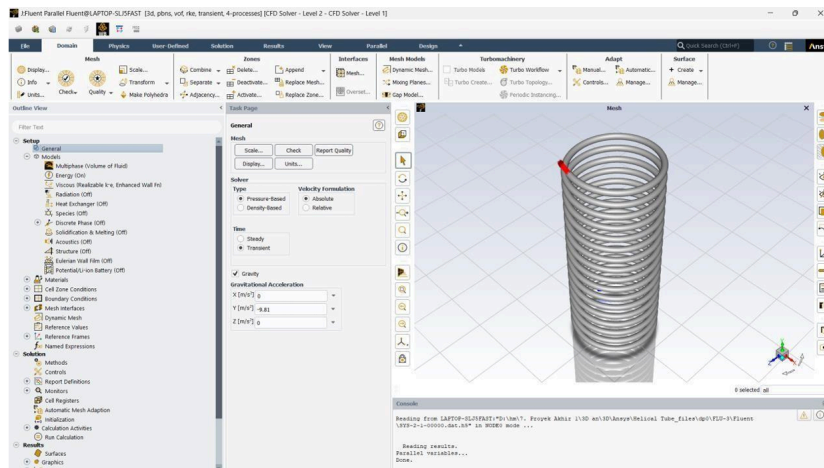 J:Fluent Parallel Fluent@LAPTOP-SLJ5FAST [3d, pbns, vof, rke, transient, 4-processes] [CFD Solver - Level 2 - CFD Solver - Level 1]
File Domain Physics User-Defined Solution Results View Parallel Design Quick Search (Ctrl+F) Ans
Mesh Zones Interfaces Mesh Models Turbomachinery Adapt Surface
Display... Scale... Combine Delete... Append Mesh... Dynamic Mesh... Turbo Models Turbo Workflow Manual... Automatic... + Create
Info Transform Separate Deactivate... Replace Mesh... Mixing Planes... Turbo Create... Turbo Topology... Controls... Manage... Manage...
Units... Check Quality Make Polyhedra Adjacency... Activate... Replace Zone... Overset... Gap Model... Periodic Instancing...
Outline View
Filter Text
Setup
General
Models
Multiphase (Volume of Fluid)
Energy (On)
Viscous (Realizable k-e, Enhanced Wall Fn)
Radiation (Off)
Heat Exchanger (Off)
Species (Off)
Discrete Phase (Off)
Solidification & Melting (Off)
Acoustics (Off)
Structure (Off)
Eulerian Wall Film (Off)
Potential/Li-ion Battery (Off)
Materials
Cell Zone Conditions
Boundary Conditions
Mesh Interfaces
Dynamic Mesh
Reference Values
Reference Frames
Named Expressions
Solution
Methods
Controls
Report Definitions
Monitors
Cell Registers
Automatic Mesh Adaption
Initialization
Calculation Activities
Run Calculation
Results
Surfaces
Graphics
Task Page
General
Mesh
Scale... Check Report Quality
Display... Units...
Solver
Type Velocity Formulation
Pressure-Based Absolute
Density-Based Relative
Time
Steady
Transient
Gravity
Gravitational Acceleration
X [m/s²] 0
Y [m/s²] -9.81
Z [m/s²] 0
Mesh
0 selected all
Console
Reading from LAPTOP-SLJ5FAST:"D:\hm\7. Proyek Akhir 1\3D an\3D\Ansys\Helical Tube_files\dp0\FLU-3\Fluent
\SYS-2-1-00000.dat.h5" in NODE0 mode ...
Reading results.
Parallel variables...
Done.